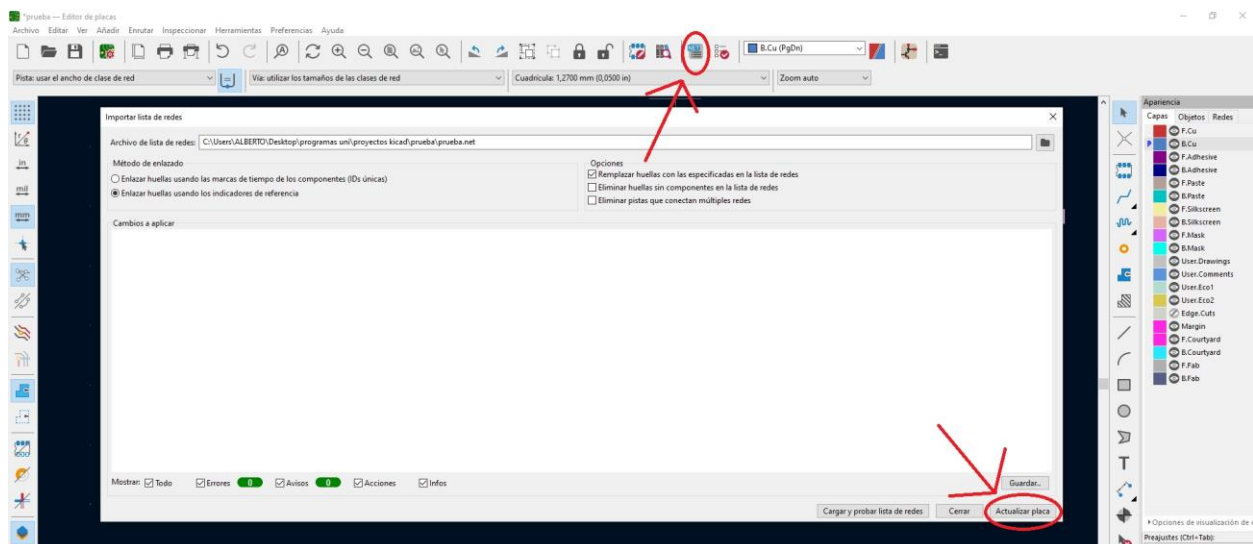 *prueba — Editor de placas
Archivo Editar Ver Añadir Enrutar Inspeccionar Herramientas Preferencias Ayuda
B.Cu (PgDn)
Pista: usar el ancho de clase de red
Vía: utilizar los tamaños de las clases de red
Cuadrícula: 1,2700 mm (0,0500 in)
Zoom auto
in
mil
mm
Importar lista de redes
Archivo de lista de redes: C:\Users\ALBERTO\Desktop\programas uni\proyectos kicad\prueba\prueba.net
Método de enlazado
Enlazar huellas usando las marcas de tiempo de los componentes (IDs únicas)
Enlazar huellas usando los indicadores de referencia
Opciones
Remplazar huellas con las especificadas en la lista de redes
Eliminar huellas sin componentes en la lista de redes
Eliminar pistas que conectan múltiples redes
Cambios a aplicar
Mostrar: Todo Errores 0 Avisos 0 Acciones Infos
Guardar..
Cargar y probar lista de redes Cerrar Actualizar placa
T
Apariencia
Capas Objetos Redes
F.Cu
B.Cu
F.Adhesive
B.Adhesive
F.Paste
B.Paste
F.Silkscreen
B.Silkscreen
F.Mask
B.Mask
User.Drawings
User.Comments
User.Eco1
User.Eco2
Edge.Cuts
Margin
F.Courtyard
B.Courtyard
F.Fab
B.Fab
Opciones de visualización de
Preajustes (Ctrl+Tab):